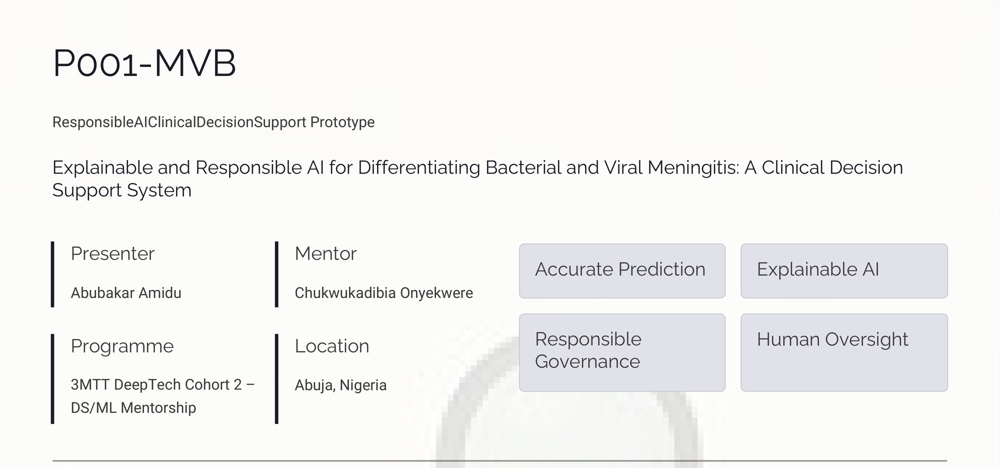 P001-MVB
ResponsibleAIClinicalDecisionSupport Prototype
Explainable and Responsible AI for Differentiating Bacterial and Viral Meningitis: A Clinical Decision
Support System
Presenter
Abubakar Amidu
Mentor
Chukwukadibia Onyekwere
Programme
3MTT DeepTech Cohort 2 –
DS/ML Mentorship
Location
Abuja, Nigeria
Accurate Prediction
Explainable AI
Responsible
Governance
Human Oversight